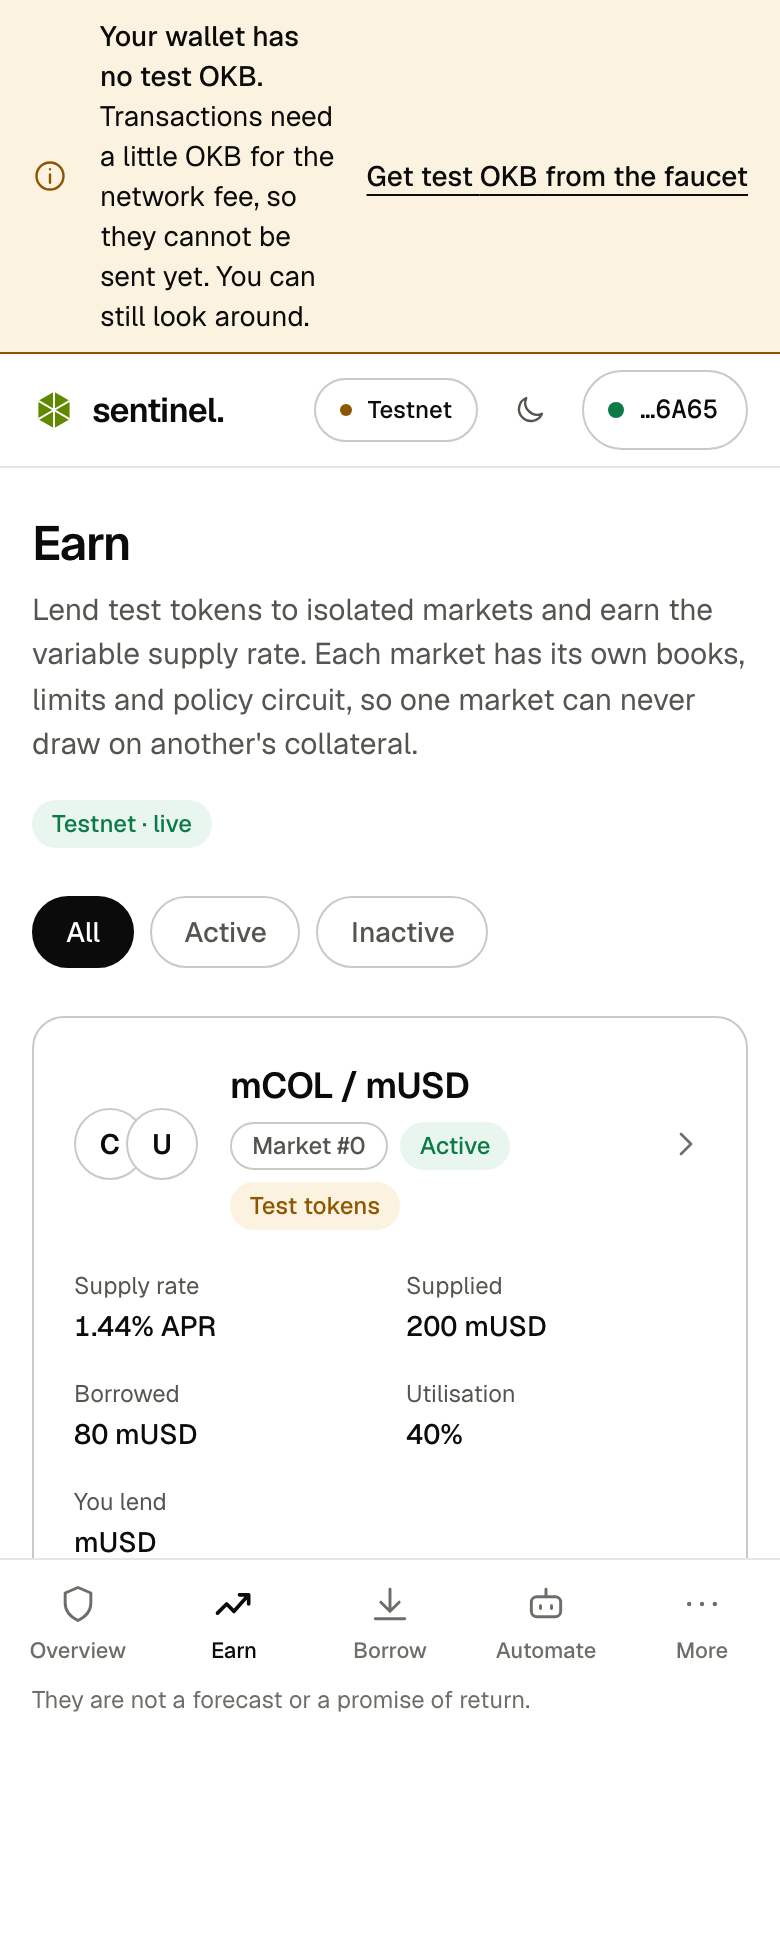 Your wallet has
no test OKB.
Transactions need
a little OKB for the
network fee, so
they cannot be
sent yet. You can
still look around.
Get test OKB from the faucet
sentinel.
Testnet
…6A65
Earn
Lend test tokens to isolated markets and earn the
variable supply rate. Each market has its own books,
limits and policy circuit, so one market can never
draw on another's collateral.
Testnet · live
All
Active
Inactive
C
U
mCOL / mUSD
Market #0
Active
Test tokens
Supply rate
Supplied
1.44% APR
200 mUSD
Borrowed
Utilisation
80 mUSD
40%
You lend
mUSD
Overview
Earn
Borrow
Automate
More
They are not a forecast or a promise of return.